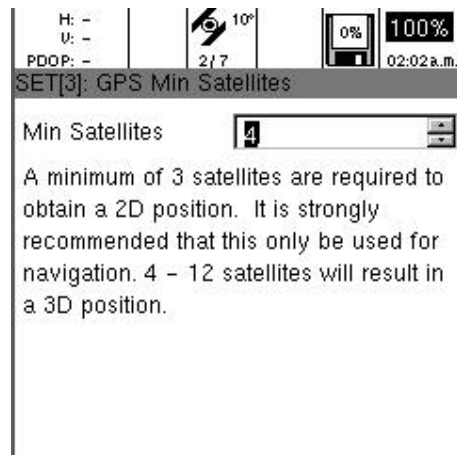 H: –
V: –
PDOP: –
10°
2/7
0%
100%
02:02a.m.
SET[3]: GPS Min Satellites
Min Satellites 4
A minimum of 3 satellites are required to
obtain a 2D position.  It is strongly
recommended that this only be used for
navigation. 4 – 12 satellites will result in
a 3D position.